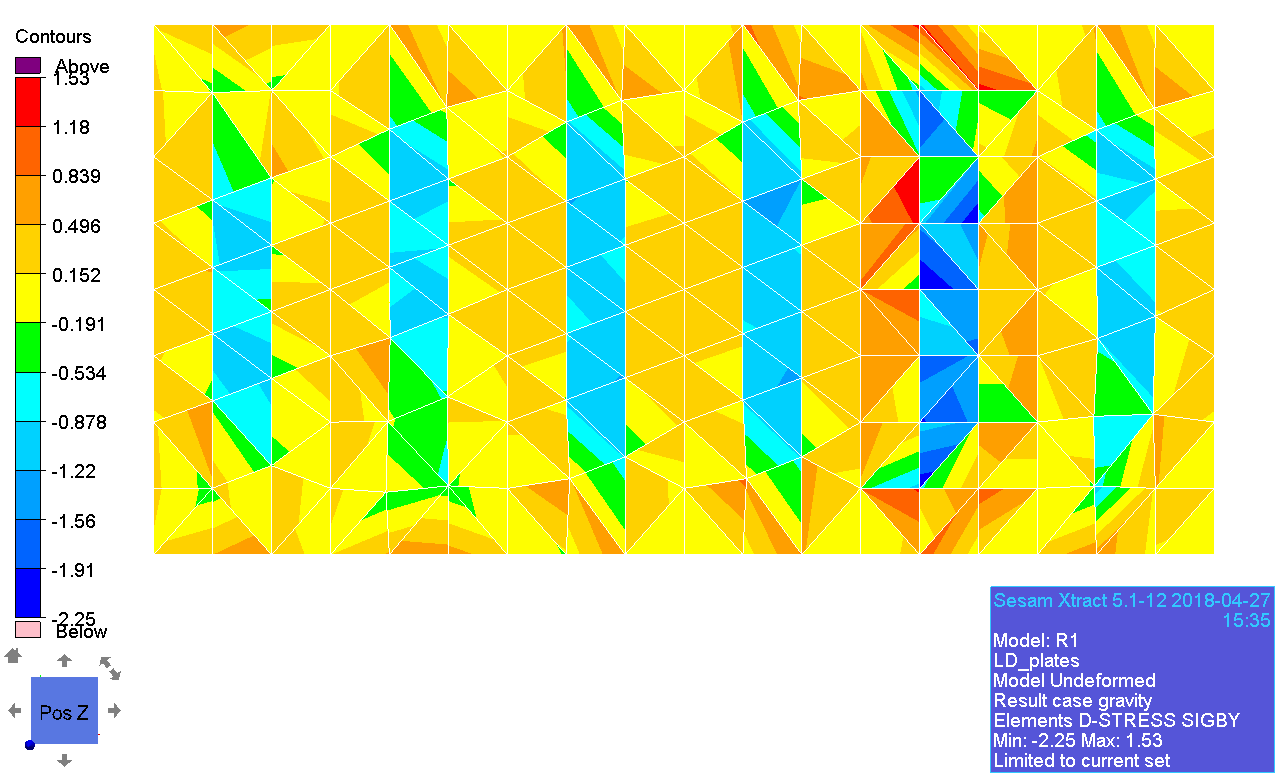 Contours
Above
1.53
1.18
0.839
0.496
0.152
-0.191
-0.534
-0.878
-1.22
-1.56
-1.91
-2.25
Below
Pos Z
Sesam Xtract 5.1-12 2018-04-27
15:35
Model: R1
LD_plates
Model Undeformed
Result case gravity
Elements D-STRESS SIGBY
Min: -2.25 Max: 1.53
Limited to current set